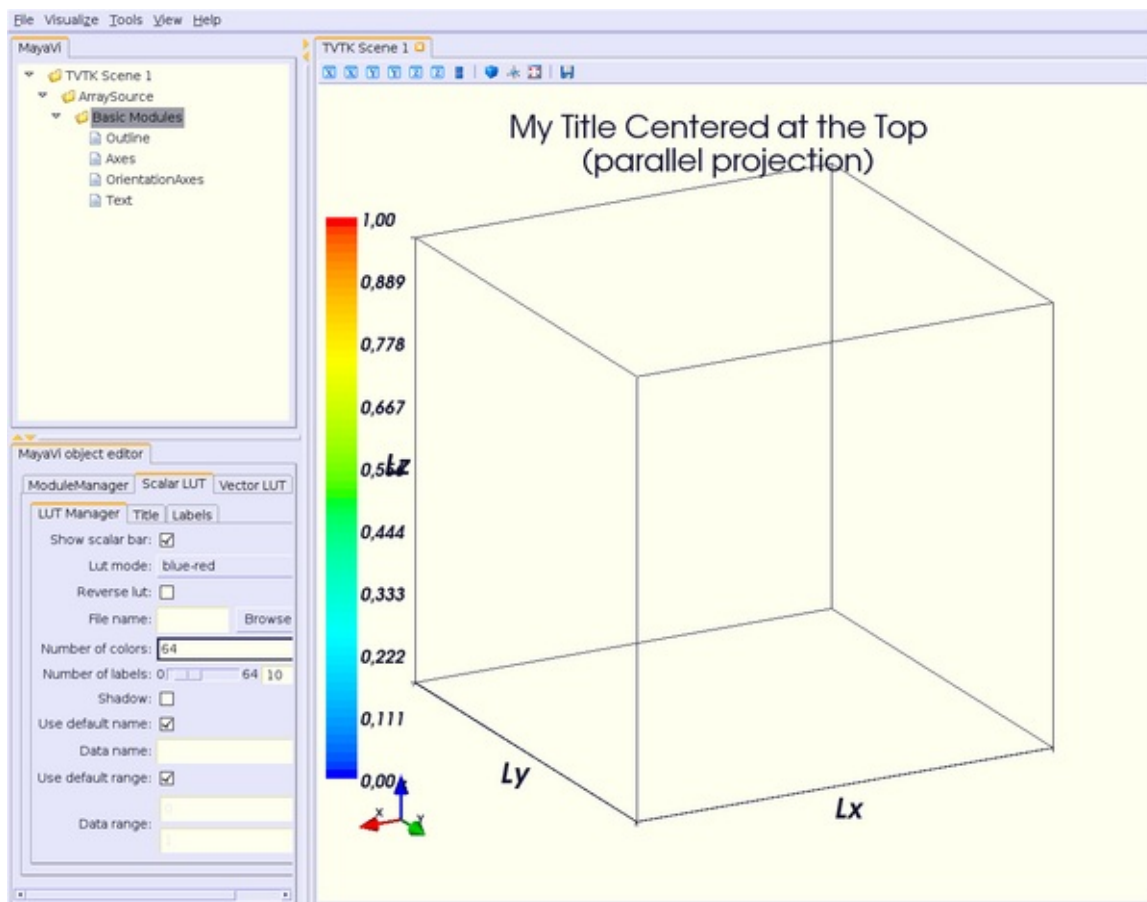 File Visualize Tools View Help
MayaVi
TVTK Scene 1
ArraySource
Basic Modules
Outline
Axes
OrientationAxes
Text
MayaVi object editor
ModuleManager Scalar LUT Vector LUT
LUT Manager Title Labels
Show scalar bar:
Lut mode: blue-red
Reverse lut:
File name: Browse
Number of colors: 64
Number of labels: 0 64 10
Shadow:
Use default name:
Data name:
Use default range:
0
Data range:
1
TVTK Scene 1
X X Y Y Z Z
My Title Centered at the Top
(parallel projection)
1,00
0,889
0,778
0,667
Lz
0,444
0,333
0,222
0,111
0,00
Ly
Lx
X
Y